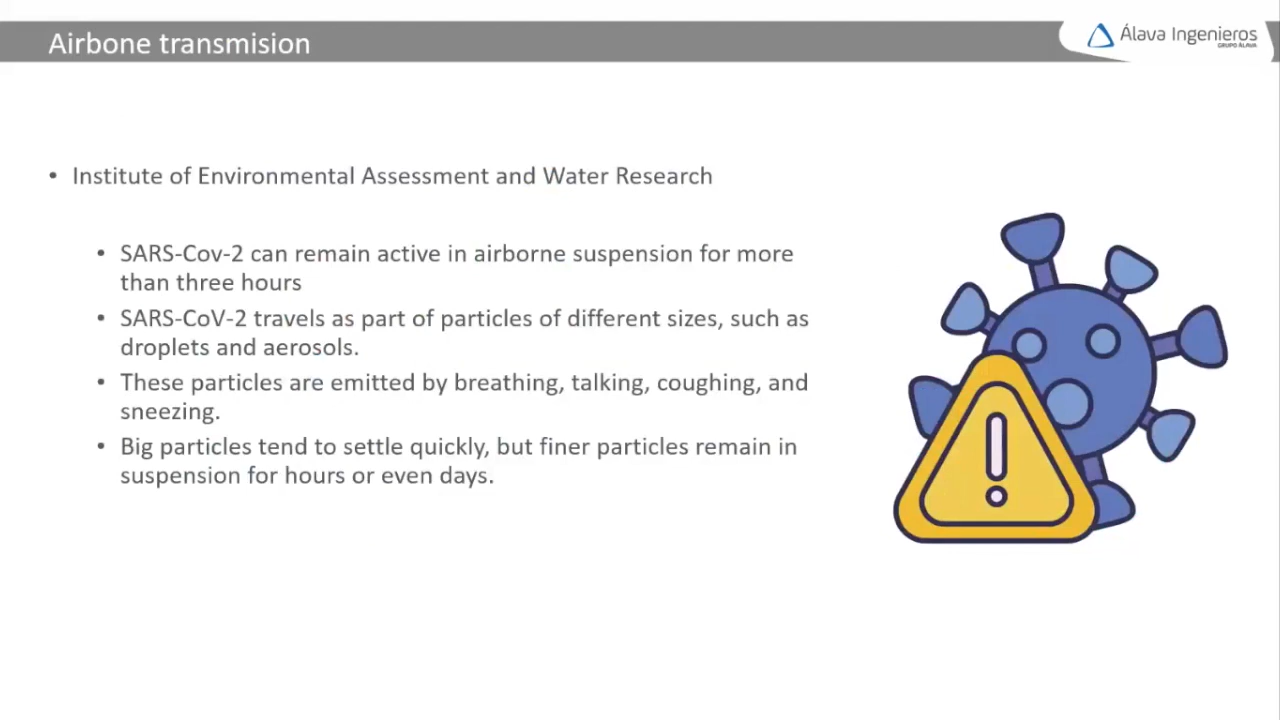 Airbone transmision
Álava Ingenieros
GRUPO ÁLAVA
• Institute of Environmental Assessment and Water Research
• SARS-Cov-2 can remain active in airborne suspension for more
than three hours
• SARS-CoV-2 travels as part of particles of different sizes, such as
droplets and aerosols.
• These particles are emitted by breathing, talking, coughing, and
sneezing.
• Big particles tend to settle quickly, but finer particles remain in
suspension for hours or even days.